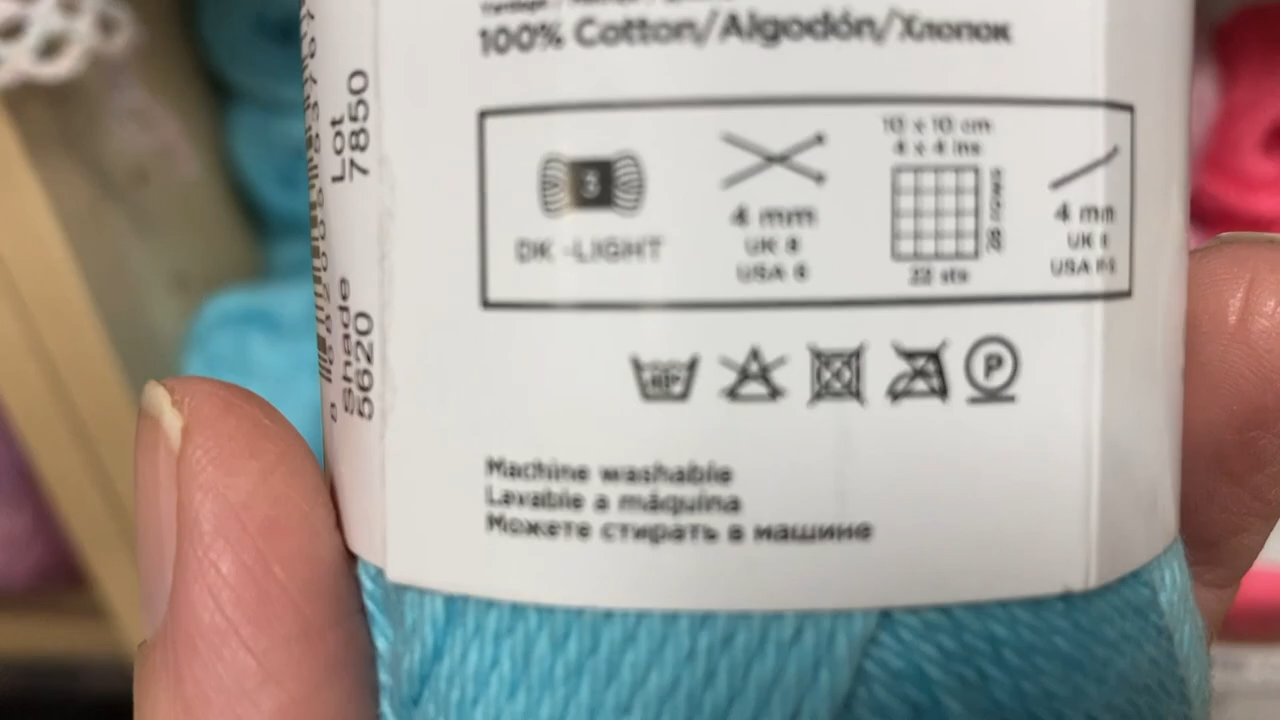 100% Cotton/Algodón/Хлопок
Lot
7850
Shade
5620
3
DK -LIGHT
4 mm
UK 8
USA 6
10 x 10 cm
4 x 4 ins
28 rows
22 sts
4 mm
UK 8
USA
P
Machine washable
Lavable a máquina
Можете стирать в машине